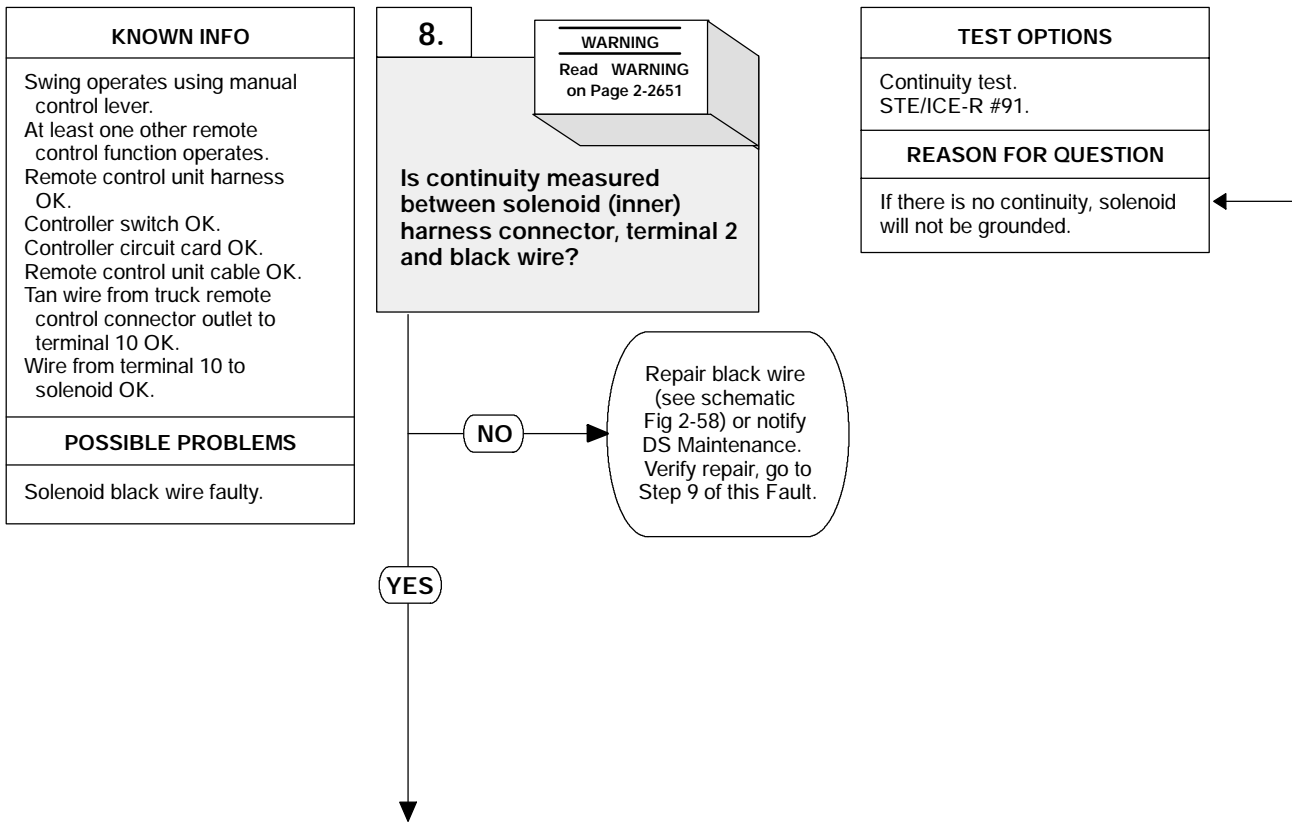 KNOWN INFO
Swing operates using manual
control lever.
At least one other remote
control function operates.
Remote control unit harness
OK.
Controller switch OK.
Controller circuit card OK.
Remote control unit cable OK.
Tan wire from truck remote
control connector outlet to
terminal 10 OK.
Wire from terminal 10 to
solenoid OK.
POSSIBLE PROBLEMS
Solenoid black wire faulty.
8.
WARNING
Read WARNING
on Page 2-2651
Is continuity measured
between solenoid (inner)
harness connector, terminal 2
and black wire?
NO
Repair black wire
(see schematic
Fig 2-58) or notify
DS Maintenance.
Verify repair, go to
Step 9 of this Fault.
YES
TEST OPTIONS
Continuity test.
STE/ICE-R #91.
REASON FOR QUESTION
If there is no continuity, solenoid
will not be grounded.